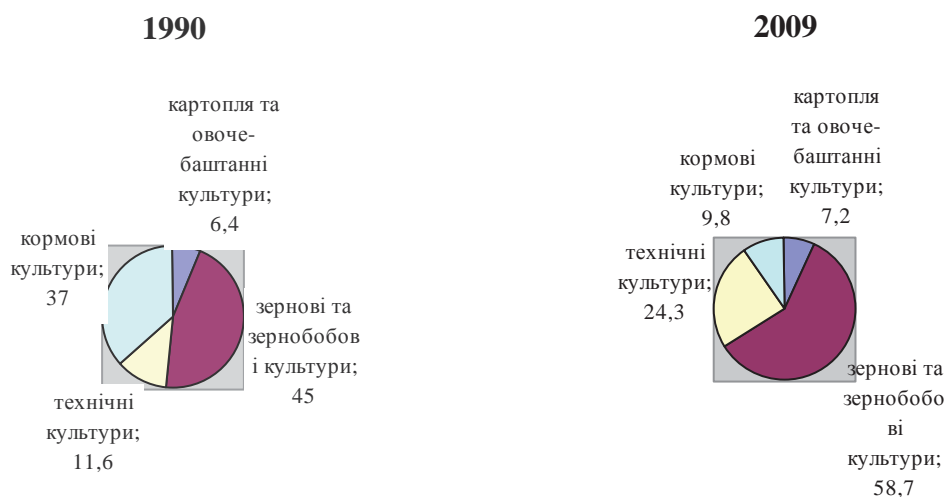 1990
картопля та
овоче-
баштанні
культури;
6,4
кормові
культури;
37
зернові та
зернобобов
і культури;
45
технічні
культури;
11,6
2009
картопля
та овоче-
баштанні
культури;
7,2
кормові
культури;
9,8
технічні
культури;
24,3
зернові та
зернобобо
ві
культури;
58,7